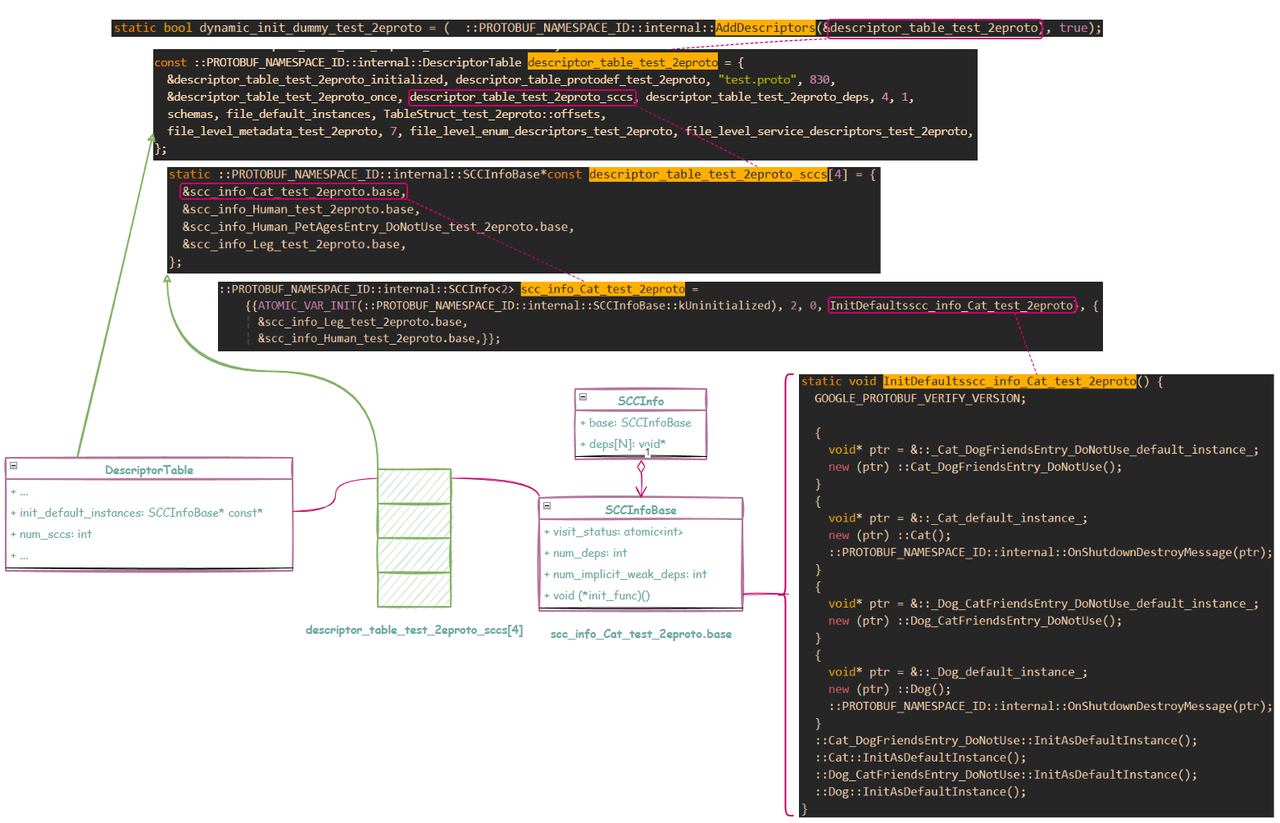 static bool dynamic_init_dummy_test_2eproto = (  ::PROTOBUF_NAMESPACE_ID::internal::AddDescriptors(&descriptor_table_test_2eproto), true);
const ::PROTOBUF_NAMESPACE_ID::internal::DescriptorTable descriptor_table_test_2eproto = {
  &descriptor_table_test_2eproto_initialized, descriptor_table_protodef_test_2eproto, "test.proto", 830,
  &descriptor_table_test_2eproto_once, descriptor_table_test_2eproto_sccs, descriptor_table_test_2eproto_deps, 4, 1,
  schemas, file_default_instances, TableStruct_test_2eproto::offsets,
  file_level_metadata_test_2eproto, 7, file_level_enum_descriptors_test_2eproto, file_level_service_descriptors_test_2eproto,
};
static ::PROTOBUF_NAMESPACE_ID::internal::SCCInfoBase*const descriptor_table_test_2eproto_sccs[4] = {
  &scc_info_Cat_test_2eproto.base,
  &scc_info_Human_test_2eproto.base,
  &scc_info_Human_PetAgesEntry_DoNotUse_test_2eproto.base,
  &scc_info_Leg_test_2eproto.base,
};
::PROTOBUF_NAMESPACE_ID::internal::SCCInfo<2> scc_info_Cat_test_2eproto =
    {{ATOMIC_VAR_INIT(::PROTOBUF_NAMESPACE_ID::internal::SCCInfoBase::kUninitialized), 2, 0, InitDefaultsscc_info_Cat_test_2eproto}, {
      &scc_info_Leg_test_2eproto.base,
      &scc_info_Human_test_2eproto.base,}};
SCCInfo
+ base: SCCInfoBase
+ deps[N]: void*
1
DescriptorTable
+ ...
+ init_default_instances: SCCInfoBase* const*
+ num_sccs: int
+ ...
descriptor_table_test_2eproto_sccs[4]
SCCInfoBase
+ visit_status: atomic<int>
+ num_deps: int
+ num_implicit_weak_deps: int
+ void (*init_func)()
scc_info_Cat_test_2eproto.base
static void InitDefaultsscc_info_Cat_test_2eproto() {
  GOOGLE_PROTOBUF_VERIFY_VERSION;
  {
    void* ptr = &::_Cat_DogFriendsEntry_DoNotUse_default_instance_;
    new (ptr) ::Cat_DogFriendsEntry_DoNotUse();
  }
  {
    void* ptr = &::_Cat_default_instance_;
    new (ptr) ::Cat();
    ::PROTOBUF_NAMESPACE_ID::internal::OnShutdownDestroyMessage(ptr);
  }
  {
    void* ptr = &::_Dog_CatFriendsEntry_DoNotUse_default_instance_;
    new (ptr) ::Dog_CatFriendsEntry_DoNotUse();
  }
  {
    void* ptr = &::_Dog_default_instance_;
    new (ptr) ::Dog();
    ::PROTOBUF_NAMESPACE_ID::internal::OnShutdownDestroyMessage(ptr);
  }
  ::Cat_DogFriendsEntry_DoNotUse::InitAsDefaultInstance();
  ::Cat::InitAsDefaultInstance();
  ::Dog_CatFriendsEntry_DoNotUse::InitAsDefaultInstance();
  ::Dog::InitAsDefaultInstance();
}